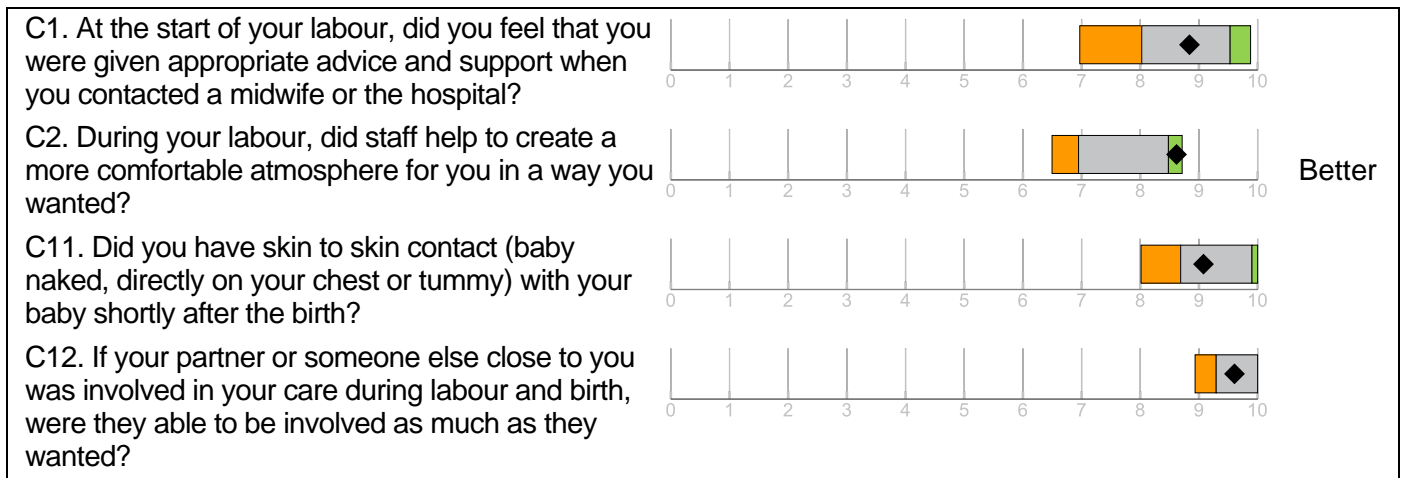 C1. At the start of your labour, did you feel that you
were given appropriate advice and support when
you contacted a midwife or the hospital?
0 1 2 3 4 5 6 7 8 9 10
C2. During your labour, did staff help to create a
more comfortable atmosphere for you in a way you
wanted?
0 1 2 3 4 5 6 7 8 9 10
Better
C11. Did you have skin to skin contact (baby
naked, directly on your chest or tummy) with your
baby shortly after the birth?
0 1 2 3 4 5 6 7 8 9 10
C12. If your partner or someone else close to you
was involved in your care during labour and birth,
were they able to be involved as much as they
wanted?
0 1 2 3 4 5 6 7 8 9 10